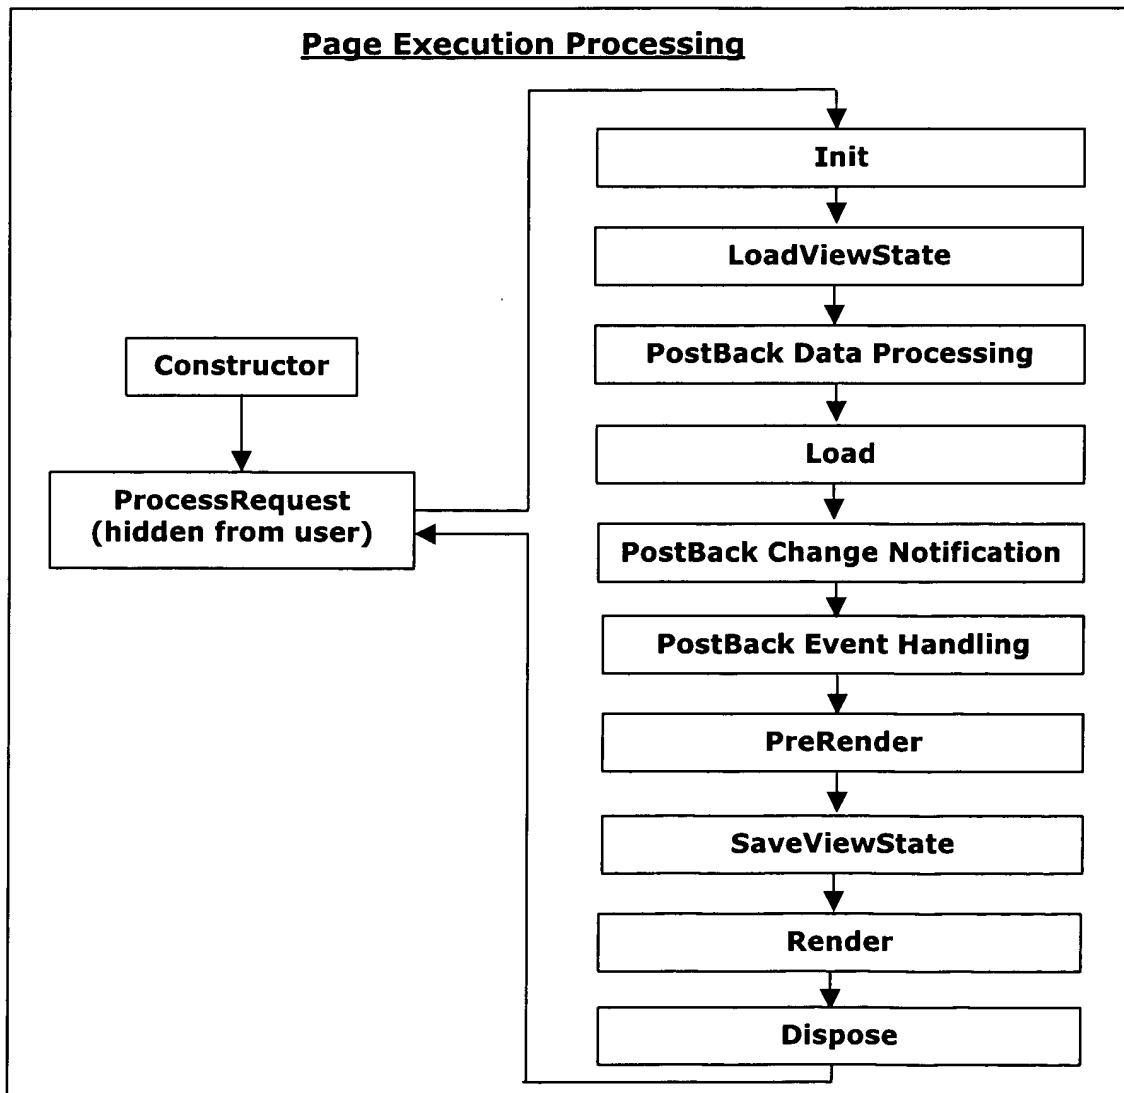 Page Execution Processing
Init
LoadViewState
PostBack Data Processing
Constructor
Load
ProcessRequest
(hidden from user)
PostBack Change Notification
PostBack Event Handling
PreRender
SaveViewState
Render
Dispose